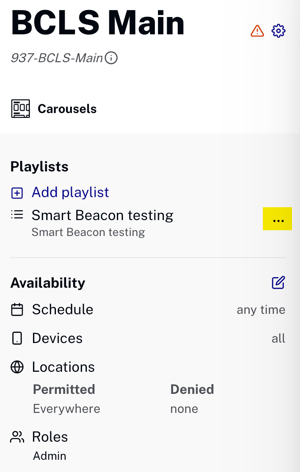 BCLS Main
937-BCLS-Main
Carousels
Playlists
Add playlist
Smart Beacon testing
Smart Beacon testing
...
Availability
Schedule any time
Devices all
Locations
Permitted Denied
Everywhere none
Roles
Admin